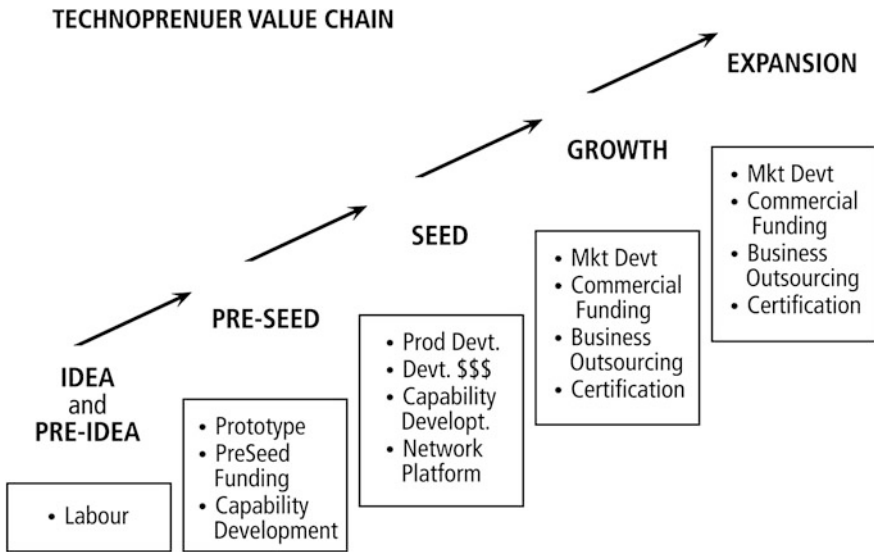 TECHNOPRENUER VALUE CHAIN
EXPANSION
• Mkt Devt
• Commercial
Funding
• Business
Outsourcing
• Certification
GROWTH
• Mkt Devt
• Commercial
Funding
• Business
Outsourcing
• Certification
SEED
• Prod Devt.
• Devt. $$$
• Capability
Developt.
• Network
Platform
PRE-SEED
• Prototype
• PreSeed
Funding
• Capability
Development
IDEA
and
PRE-IDEA
• Labour